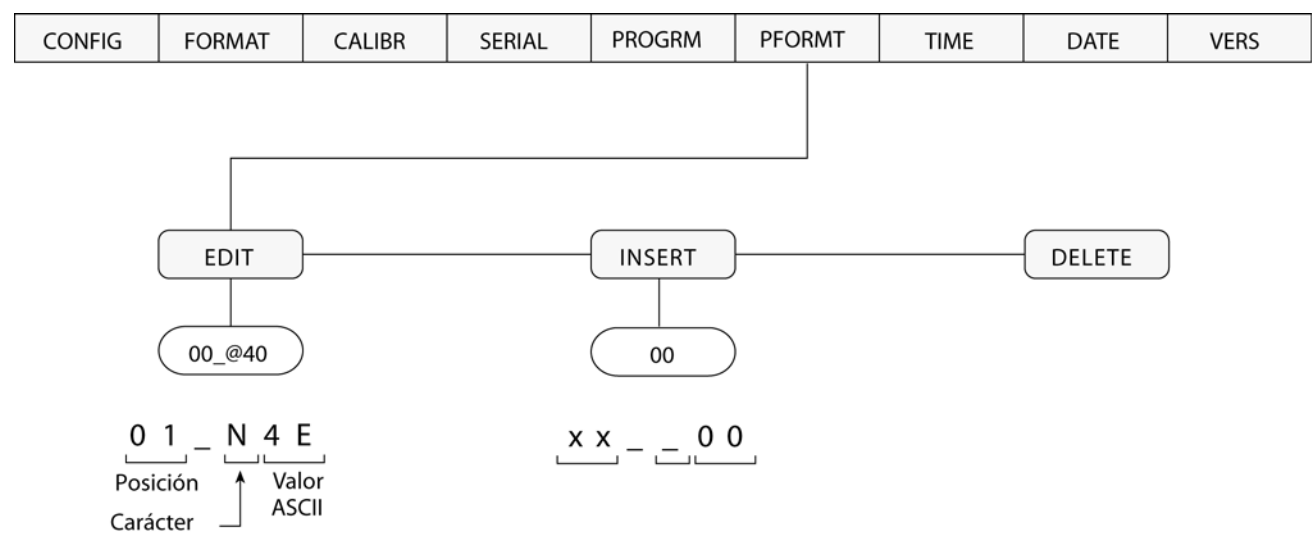 CONFIG FORMAT CALIBR SERIAL PROGRM PFORMT TIME DATE VERS
EDIT INSERT DELETE
00_@40 00
0 1 _ N 4 E x x _ _ 0 0
Posición Valor
ASCII
Carácter